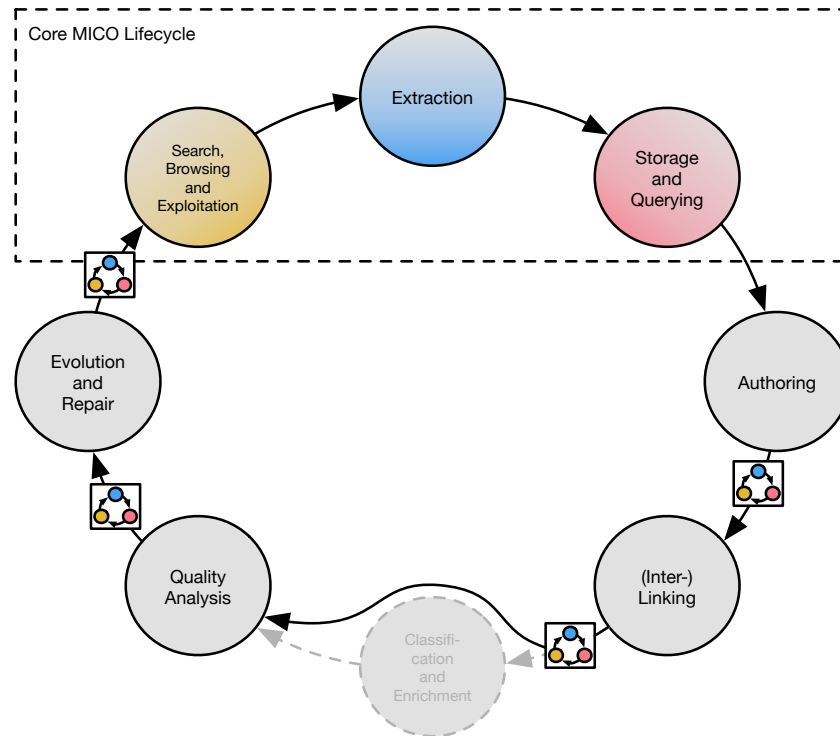 Core MICO Lifecycle
Extraction
Search,
Browsing
and
Exploitation
Storage
and
Querying
Evolution
and
Repair
Authoring
Quality
Analysis
(Inter-)
Linking
Classifi-
cation
and
Enrichment